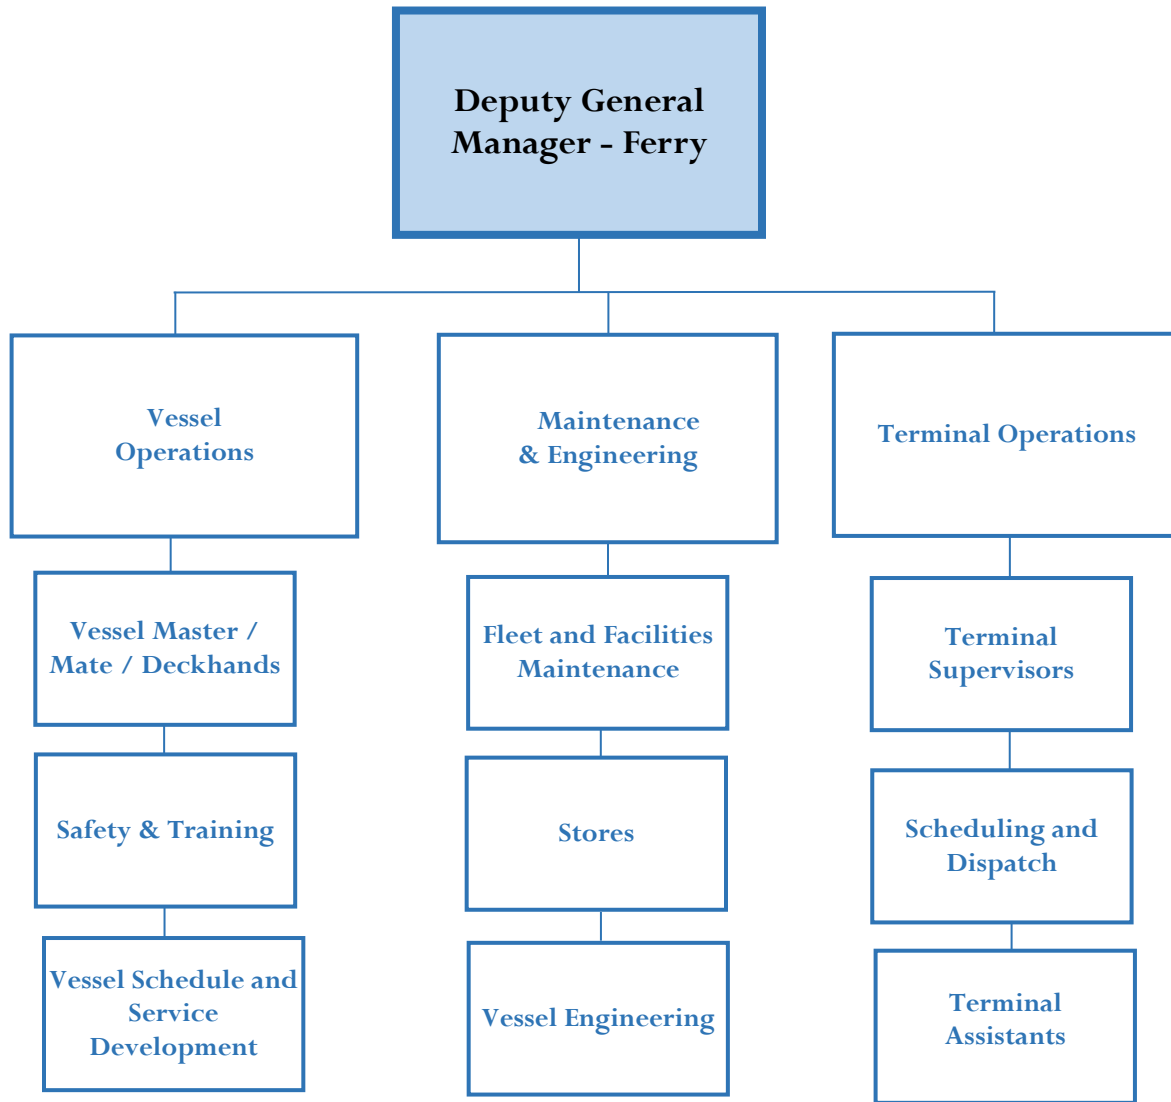 Deputy General
Manager - Ferry
Vessel
Operations
Maintenance
& Engineering
Terminal Operations
Vessel Master /
Mate / Deckhands
Fleet and Facilities
Maintenance
Terminal
Supervisors
Safety & Training
Stores
Scheduling and
Dispatch
Vessel Schedule and
Service
Development
Vessel Engineering
Terminal
Assistants